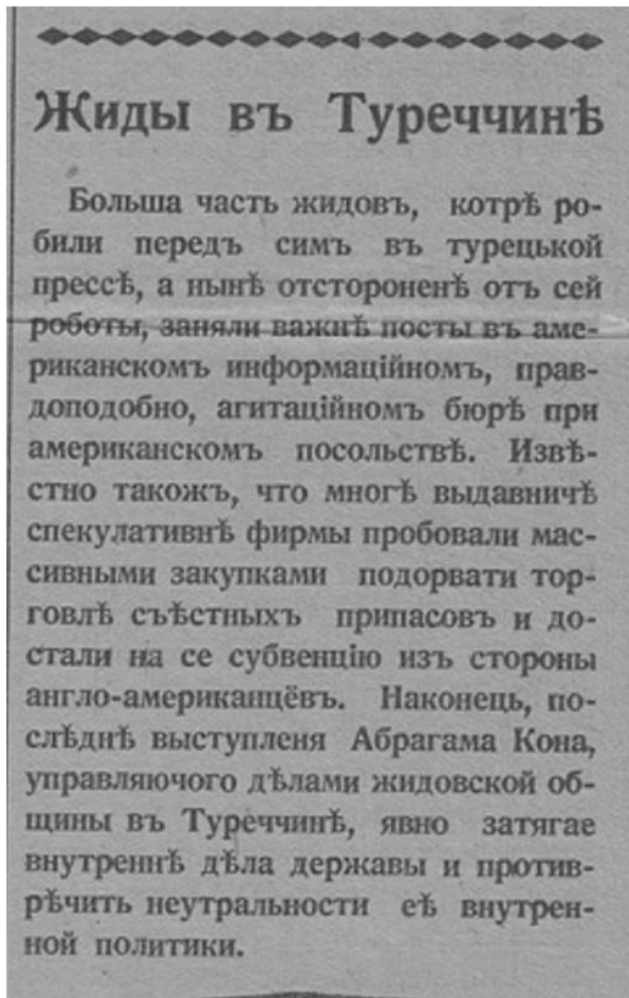 Жиды въ Туреччинѣ
Больша часть жидовъ, котрѣ ро-
били передъ симъ въ турецькой
прессѣ, а нынѣ отстороненѣ отъ сей
роботы, заняли важнѣ посты въ аме-
риканскомъ информаційномъ, прав-
доподобно, агитаційномъ бюрѣ при
американскомъ посольствѣ. Извѣ-
стно такожъ, что многѣ выдавничѣ
спекулативнѣ фирмы пробовали мас-
сивными закупками подорвати тор-
говлѣ съѣстныхъ припасовъ и до-
стали на се субвенцію изъ стороны
англо-американцёвъ. Наконець, по-
слѣднѣ выступленя Абрагама Кона,
управляючого дѣлами жидовской об-
щины въ Туреччинѣ, явно затягае
внутреннѣ дѣла державы и против-
рѣчить неутральности еѣ внутрен-
ной политики.